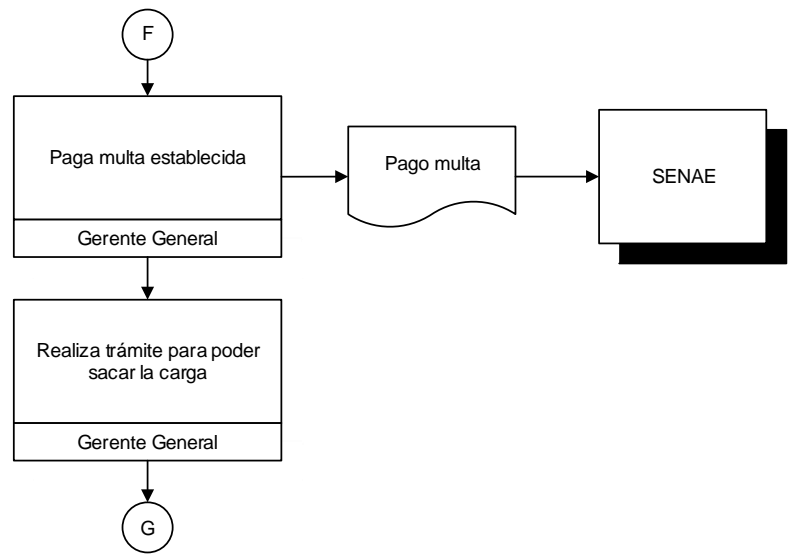 F
Paga multa establecida
Gerente General
Pago multa
SENAE
Realiza trámite para poder
sacar la carga
Gerente General
G